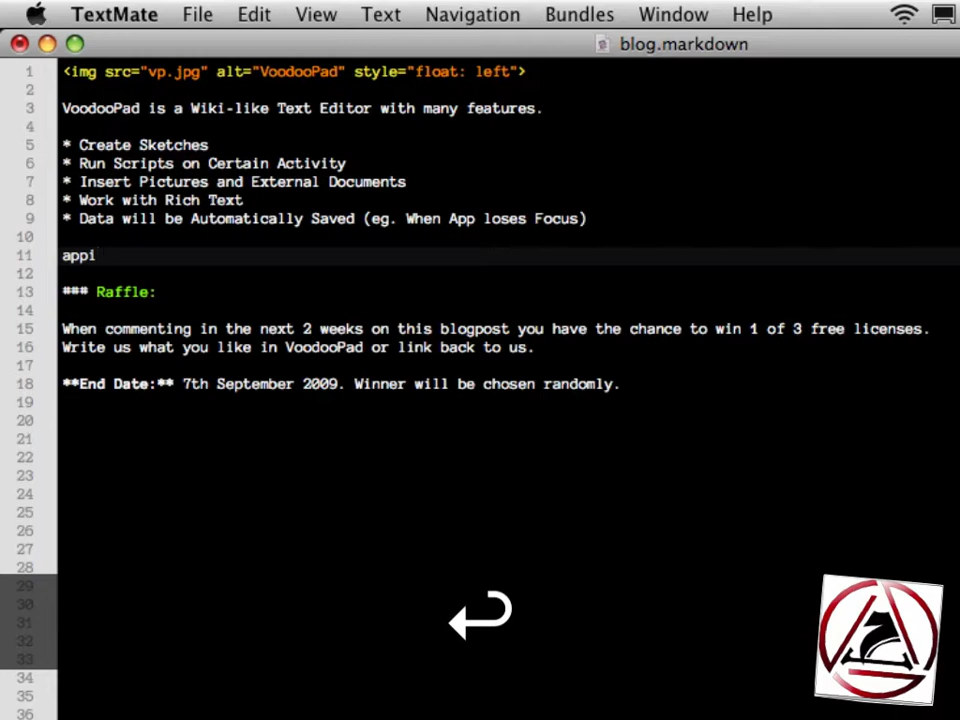 TextMate File Edit View Text Navigation Bundles Window Help
blog.markdown
1 <img src="vp.jpg" alt="VoodooPad" style="float: left">
2
3 VoodooPad is a Wiki-like Text Editor with many features.
4
5 * Create Sketches
6 * Run Scripts on Certain Activity
7 * Insert Pictures and External Documents
8 * Work with Rich Text
9 * Data will be Automatically Saved (eg. When App loses Focus)
10
11 appi
12
13 ### Raffle:
14
15 When commenting in the next 2 weeks on this blogpost you have the chance to win 1 of 3 free licenses.
16 Write us what you like in VoodooPad or link back to us.
17
18 **End Date:** 7th September 2009. Winner will be chosen randomly.
19
20
21
22
23
24
25
26
27
28
29
30
31
32
33
34
35
36